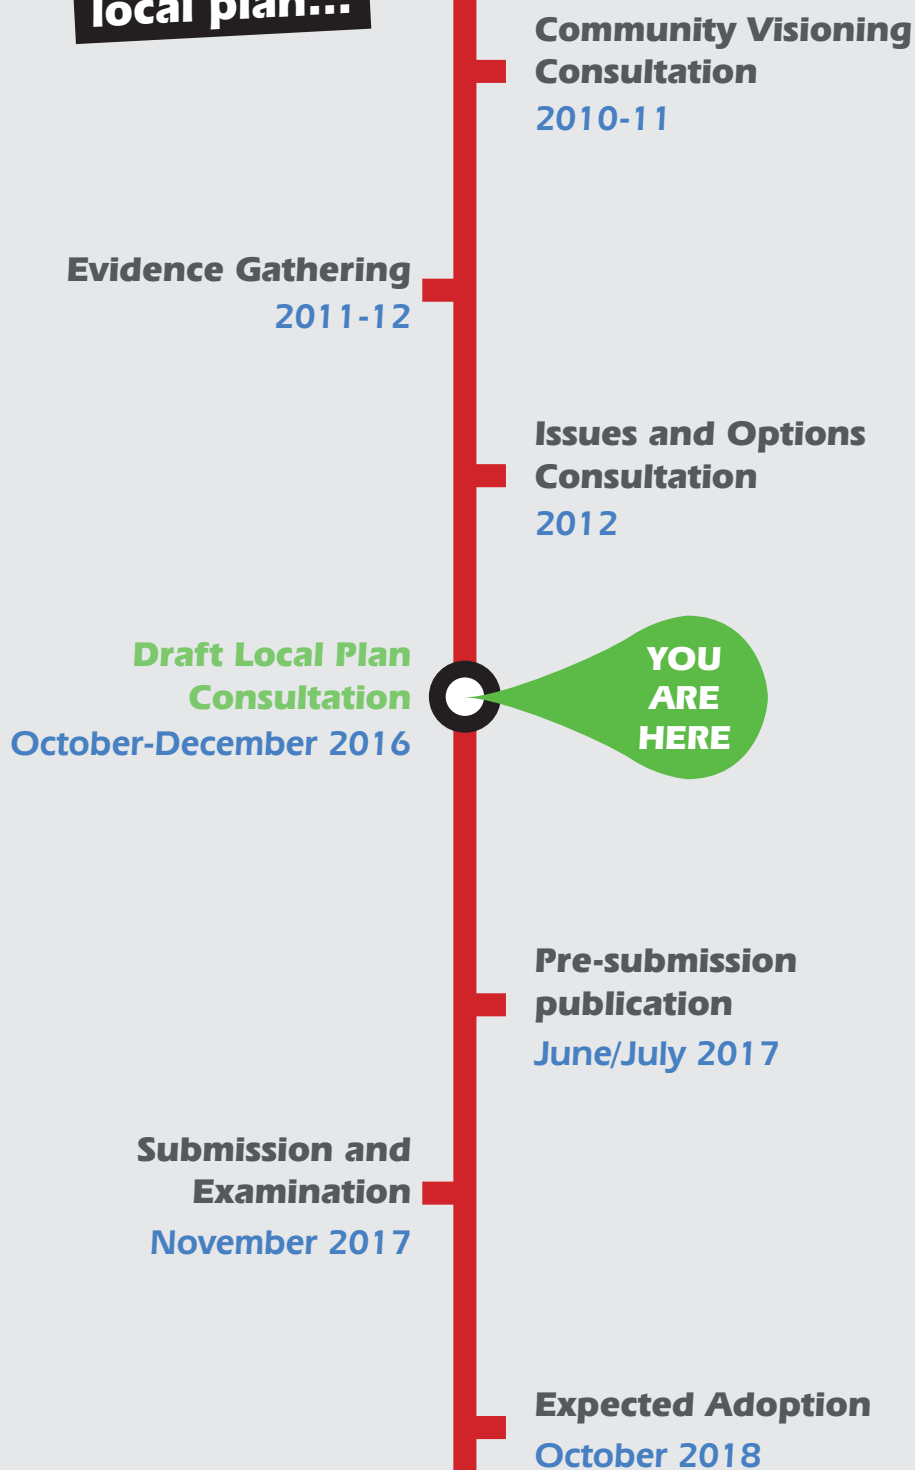 local plan...
Community Visioning
Consultation
2010-11
Evidence Gathering
2011-12
Issues and Options
Consultation
2012
Draft Local Plan
Consultation
October-December 2016
YOU
ARE
HERE
Pre-submission
publication
June/July 2017
Submission and
Examination
November 2017
Expected Adoption
October 2018